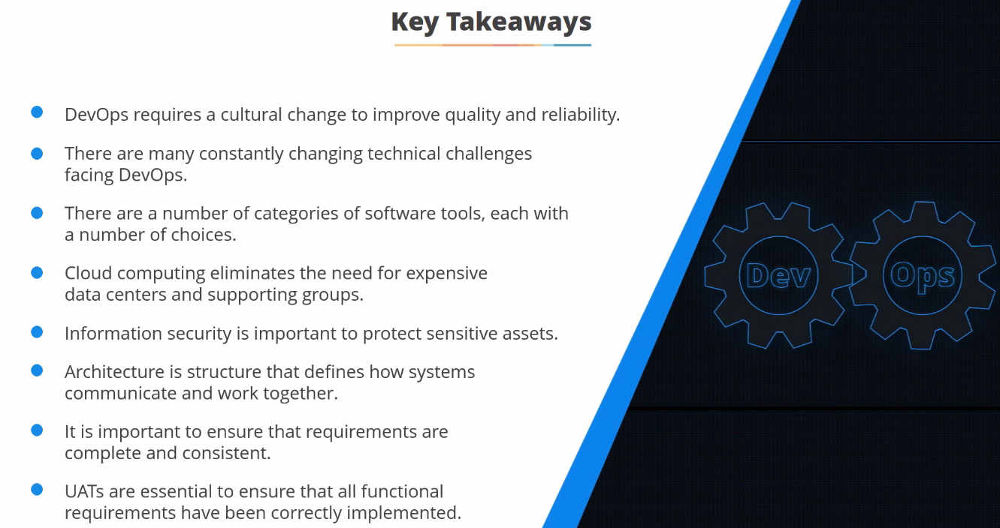 Key Takeaways
DevOps requires a cultural change to improve quality and reliability.
There are many constantly changing technical challenges
facing DevOps.
There are a number of categories of software tools, each with
a number of choices.
Cloud computing eliminates the need for expensive
data centers and supporting groups.
Information security is important to protect sensitive assets.
Architecture is structure that defines how systems
communicate and work together.
It is important to ensure that requirements are
complete and consistent.
UATs are essential to ensure that all functional
requirements have been correctly implemented.
Dev
Ops